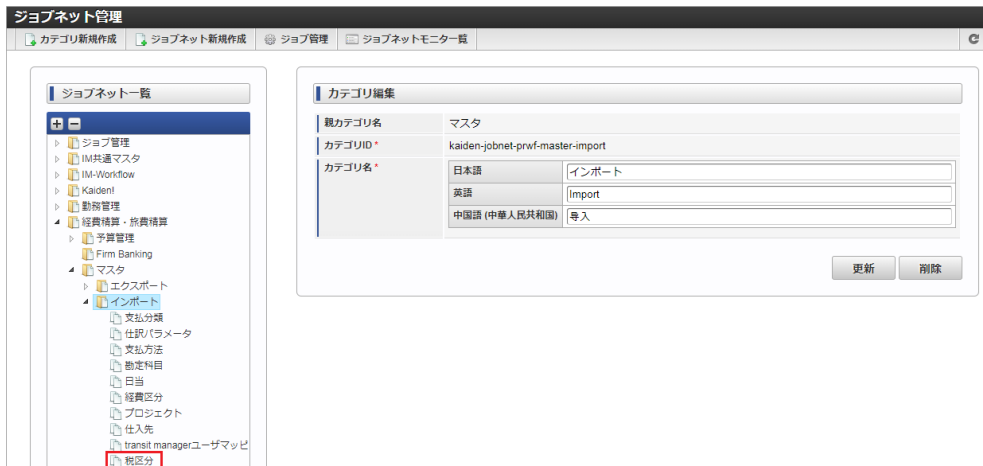 ジョブネット管理
カテゴリ新規作成 ジョブネット新規作成 ジョブ管理 ジョブネットモニター覧
ジョブネット一覧
ジョブ管理
IM共通マスタ
IM-Workflow
Kaiden!
勤務管理
経費精算・旅費精算
予算管理
Firm Banking
マスタ
エクスポート
インポート
支払分類
仕訳パラメータ
支払方法
勘定科目
日当
経費区分
プロジェクト
仕入先
transit managerユーザマッピ
税区分
カテゴリ編集
親カテゴリ名 マスタ
カテゴリID* kaiden-jobnet-prwf-master-import
カテゴリ名*
日本語 インポート
英語 Import
中国語 (中華人民共和国) 导入
更新 削除